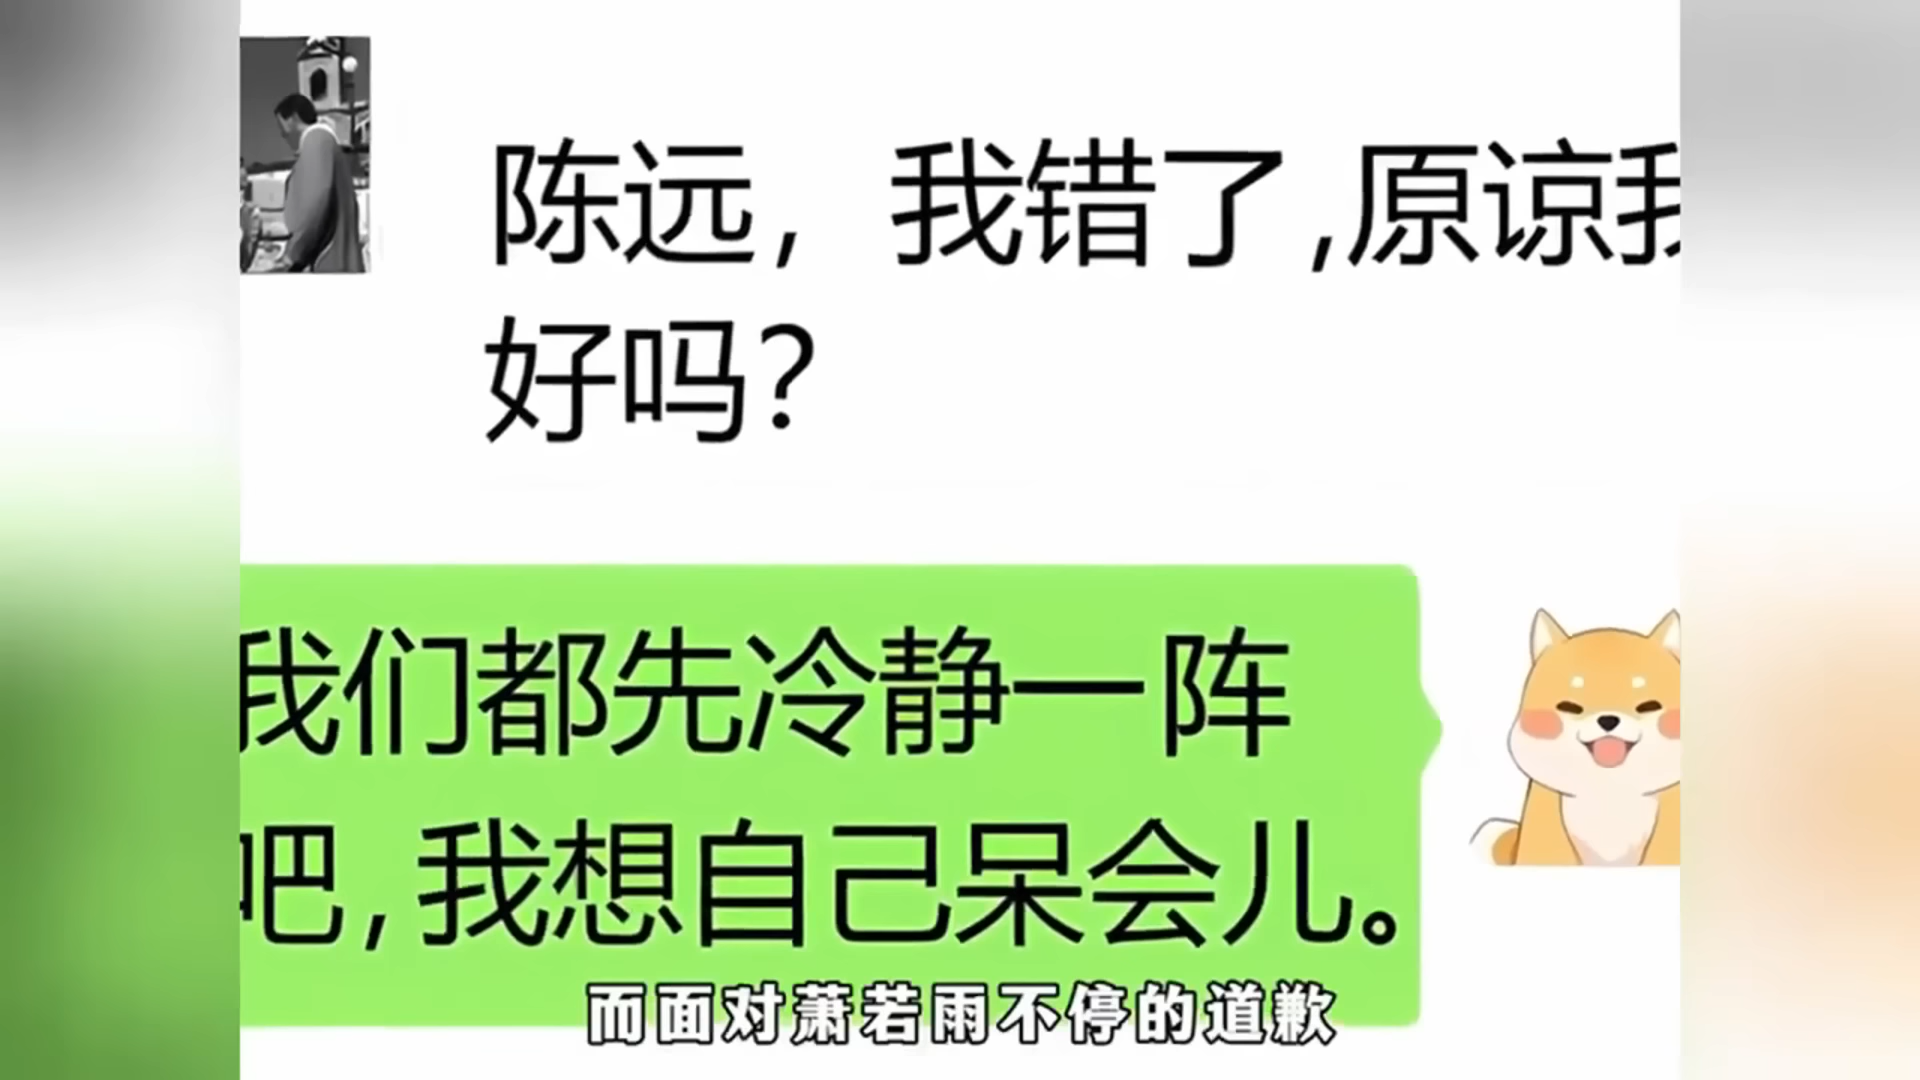 陈远，我错了,原谅我
好吗?
我们都先冷静一阵
吧,我想自己呆会儿。
而面对萧若雨不停的道歉